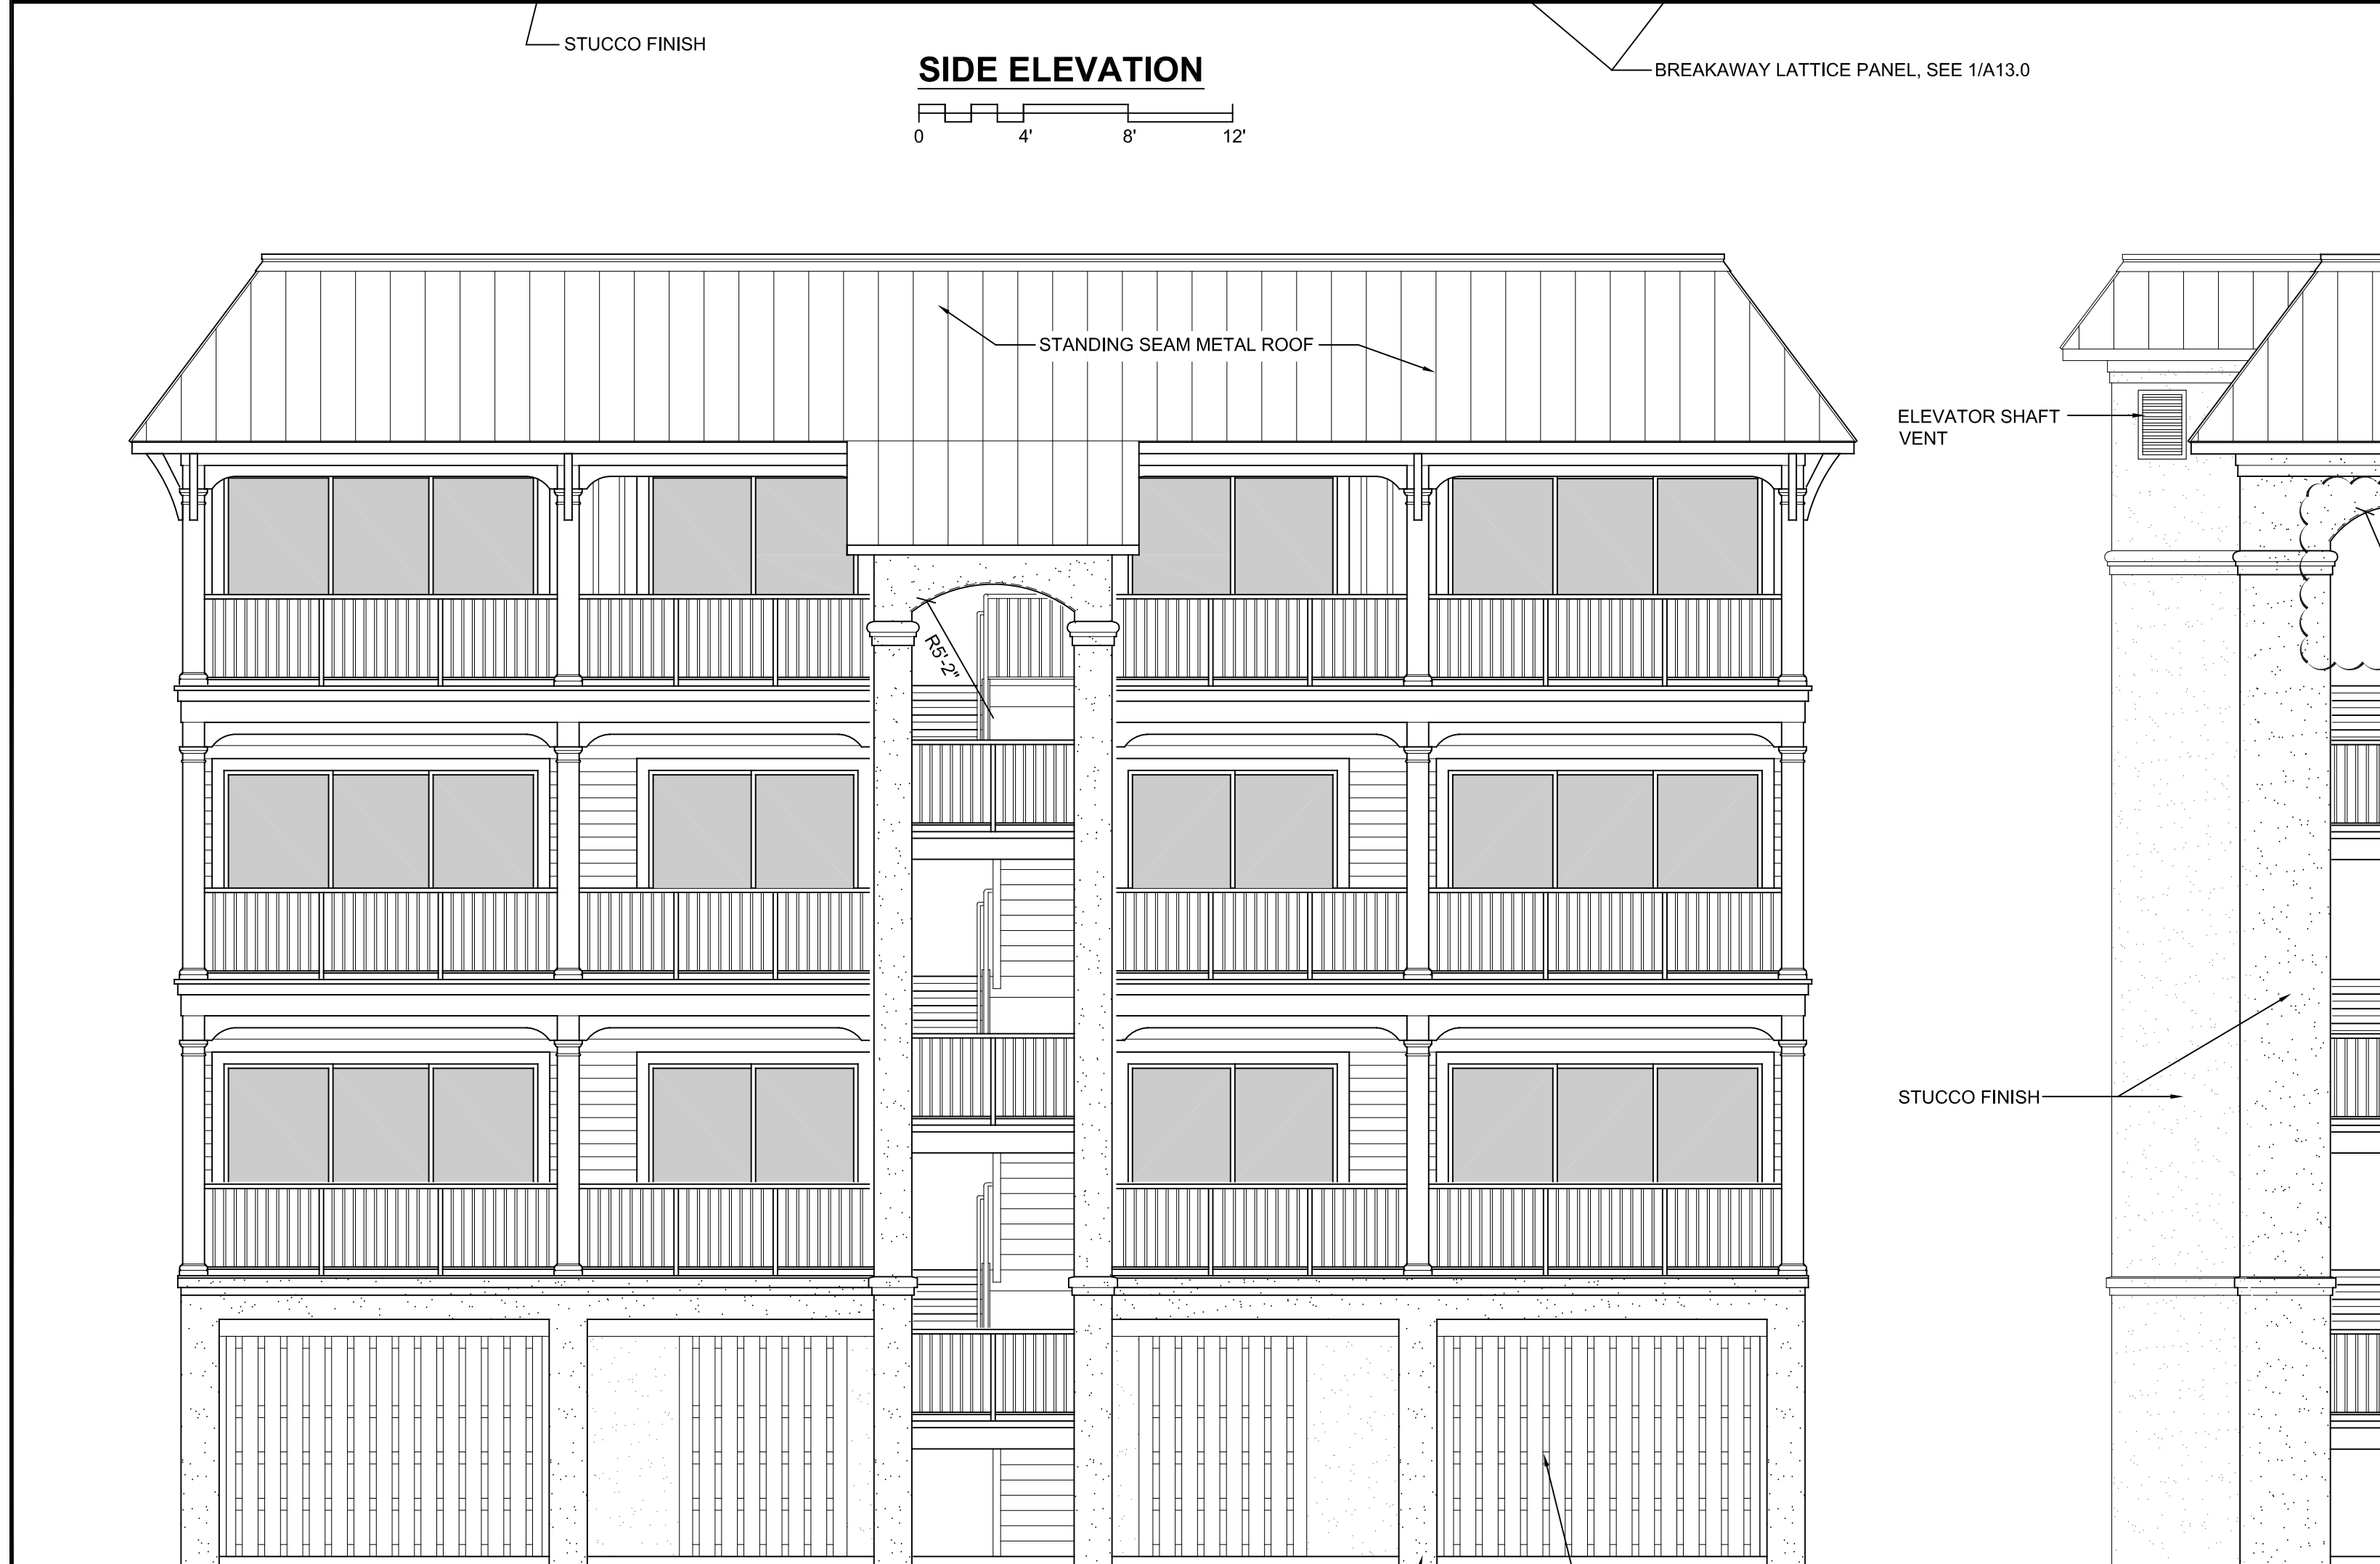 STUCCO FINISH
SIDE ELEVATION
BREAKAWAY LATTICE PANEL, SEE 1/A13.0
0 4' 8' 12'
STANDING SEAM METAL ROOF
ELEVATOR SHAFT
VENT
R5'-2"
STUCCO FINISH